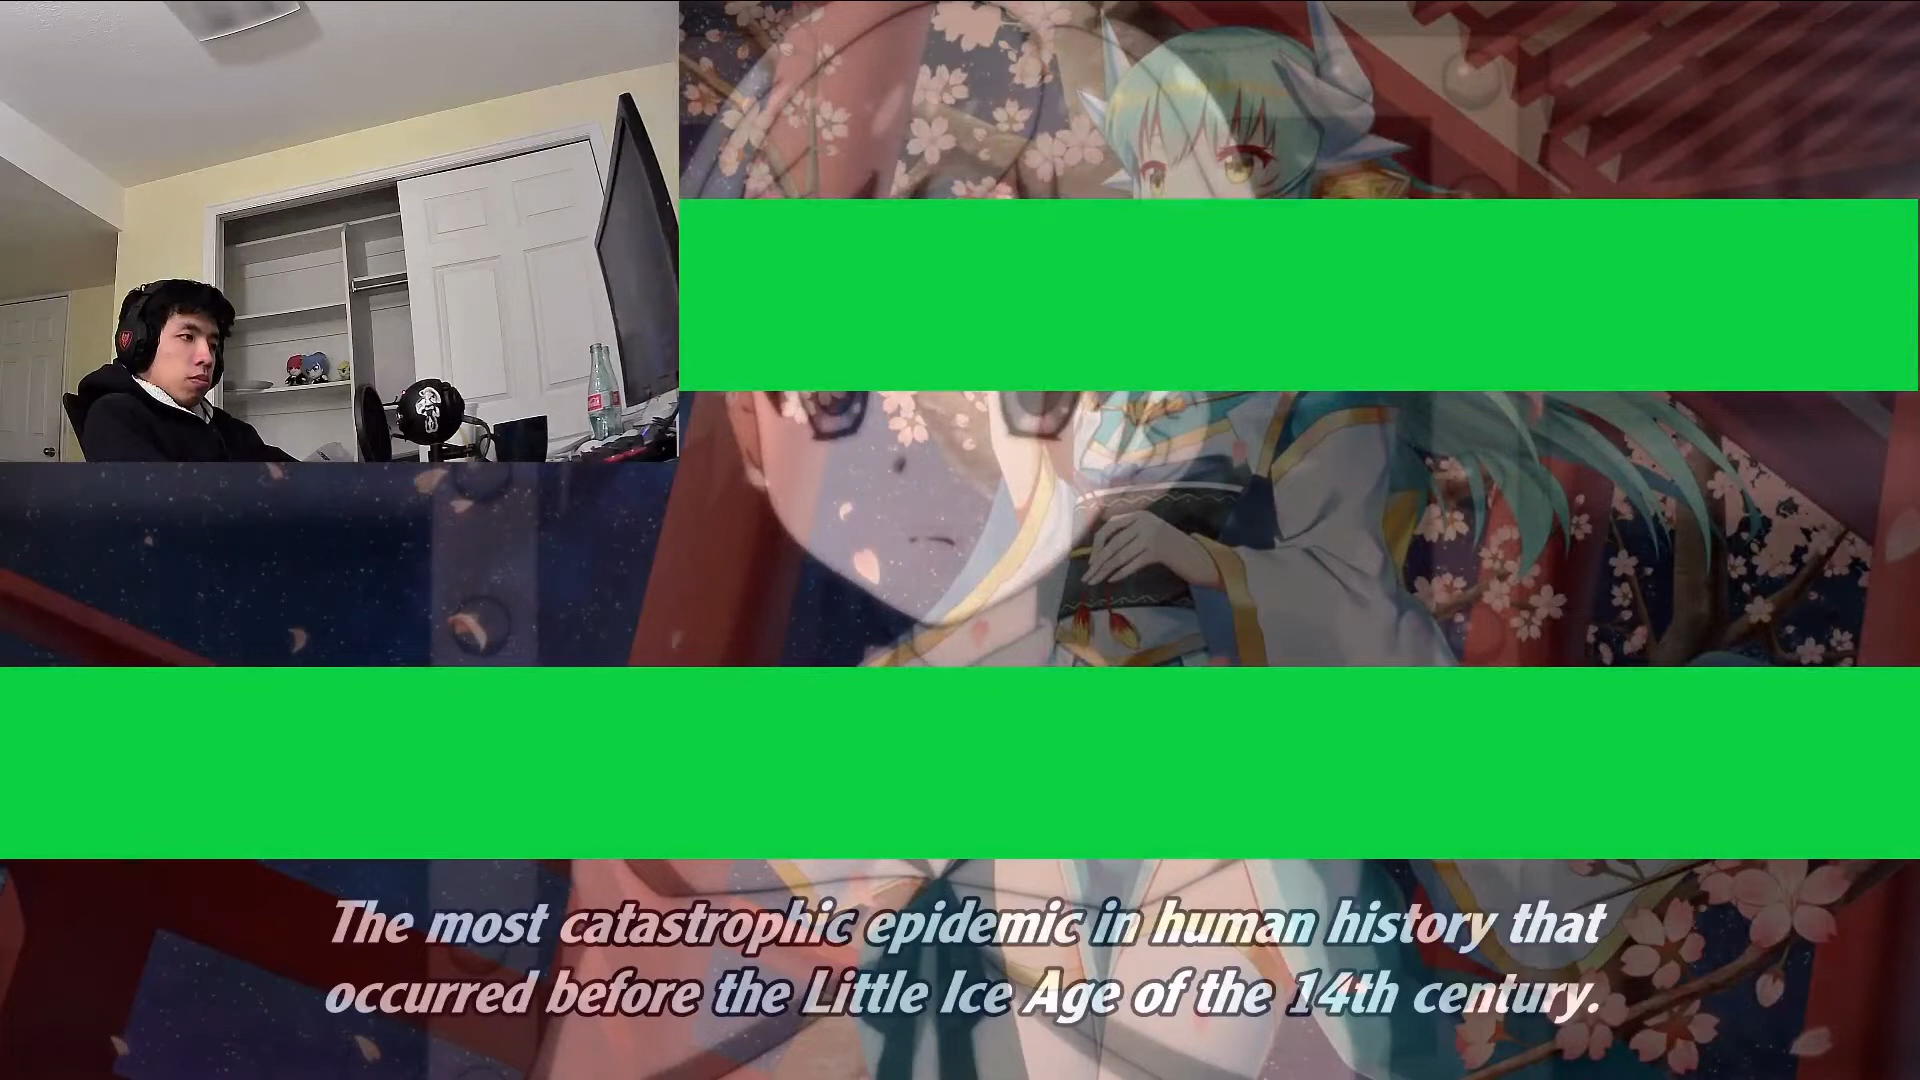 The most catastrophic epidemic in human history that
occurred before the Little Ice Age of the 14th century.